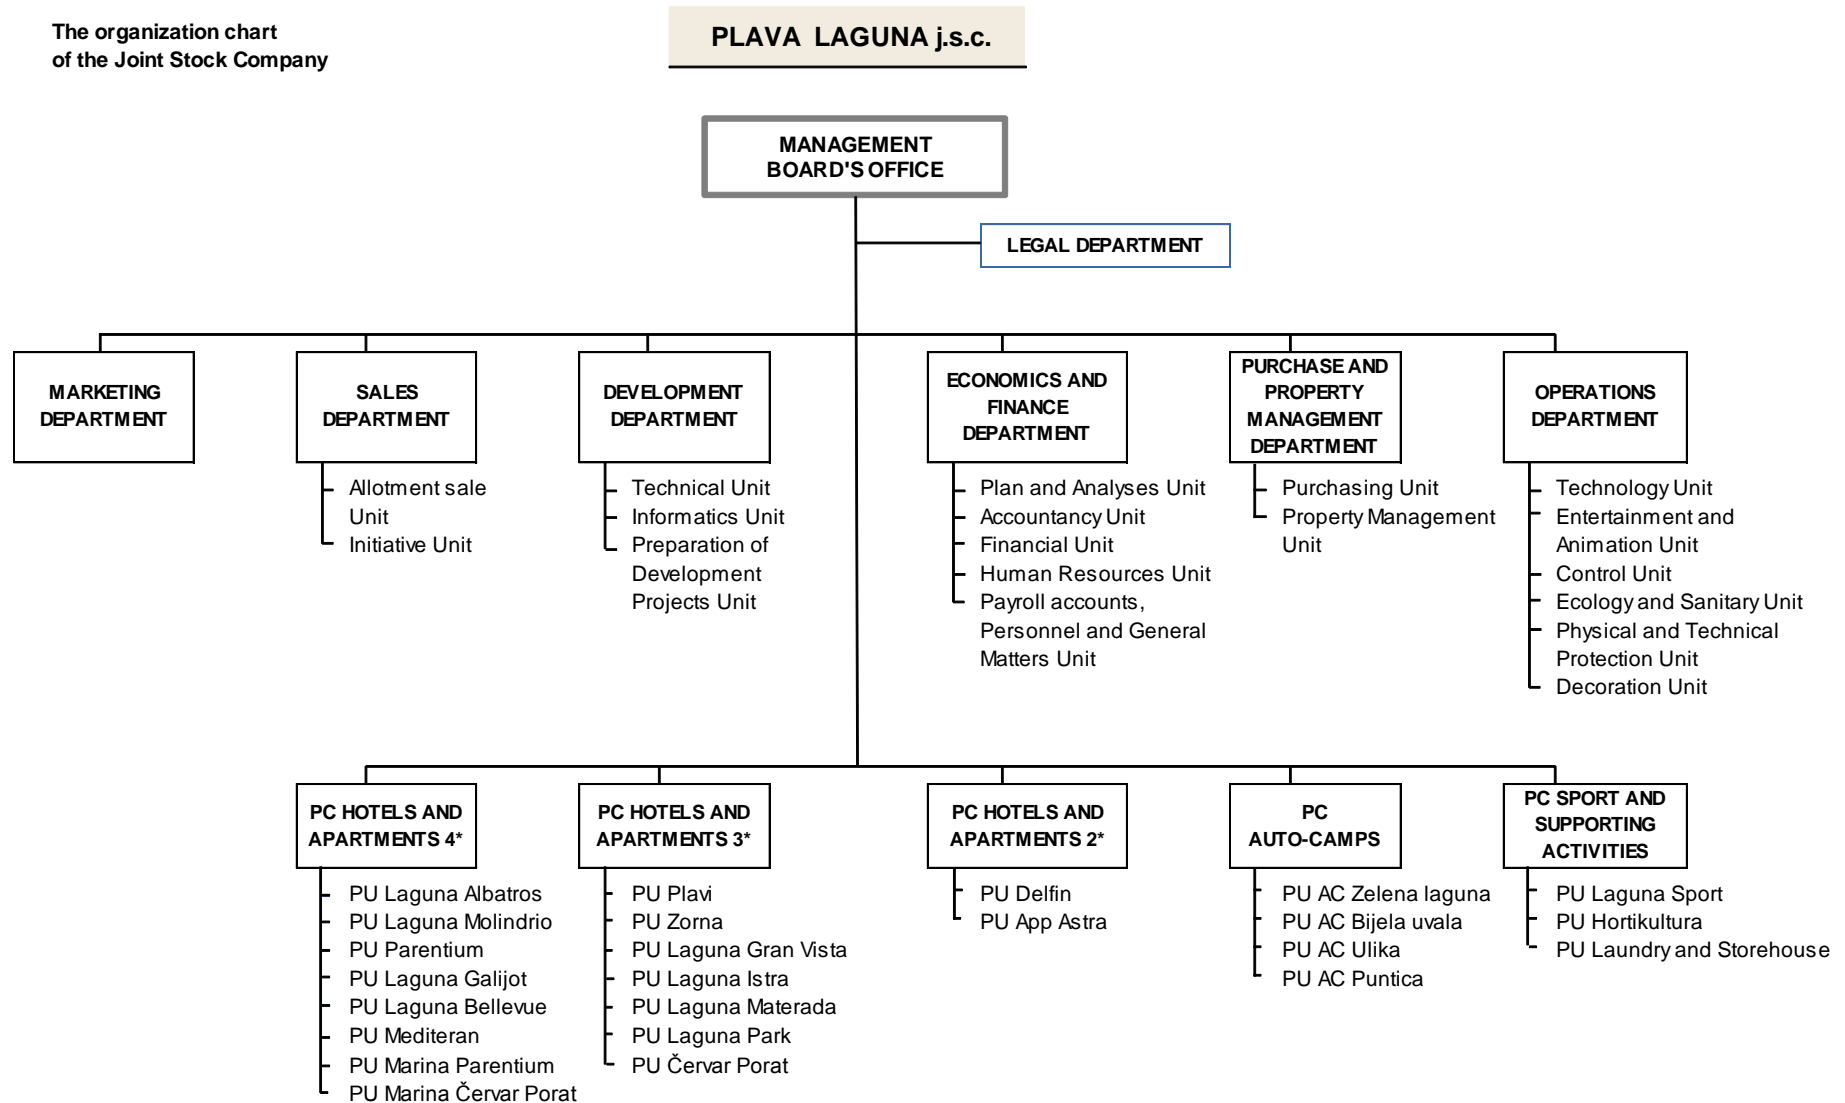 The organization chart
of the Joint Stock Company
PLAVA LAGUNA j.s.c.
MANAGEMENT
BOARD'S OFFICE
LEGAL DEPARTMENT
MARKETING
DEPARTMENT
SALES
DEPARTMENT
Allotment sale
Unit
Initiative Unit
DEVELOPMENT
DEPARTMENT
Technical Unit
Informatics Unit
Preparation of
Development
Projects Unit
ECONOMICS AND
FINANCE
DEPARTMENT
Plan and Analyses Unit
Accountancy Unit
Financial Unit
Human Resources Unit
Payroll accounts,
Personnel and General
Matters Unit
PURCHASE AND
PROPERTY
MANAGEMENT
DEPARTMENT
Purchasing Unit
Property Management
Unit
OPERATIONS
DEPARTMENT
Technology Unit
Entertainment and
Animation Unit
Control Unit
Ecology and Sanitary Unit
Physical and Technical
Protection Unit
Decoration Unit
PC HOTELS AND
APARTMENTS 4*
PU Laguna Albatros
PU Laguna Molindrio
PU Parentium
PU Laguna Galijot
PU Laguna Bellevue
PU Mediteran
PU Marina Parentium
PU Marina Červar Porat
PC HOTELS AND
APARTMENTS 3*
PU Plavi
PU Zorna
PU Laguna Gran Vista
PU Laguna Istra
PU Laguna Materada
PU Laguna Park
PU Červar Porat
PC HOTELS AND
APARTMENTS 2*
PU Delfin
PU App Astra
PC
AUTO-CAMPS
PU AC Zelena laguna
PU AC Bijela uvala
PU AC Ulika
PU AC Puntica
PC SPORT AND
SUPPORTING
ACTIVITIES
PU Laguna Sport
PU Hortikultura
PU Laundry and Storehouse